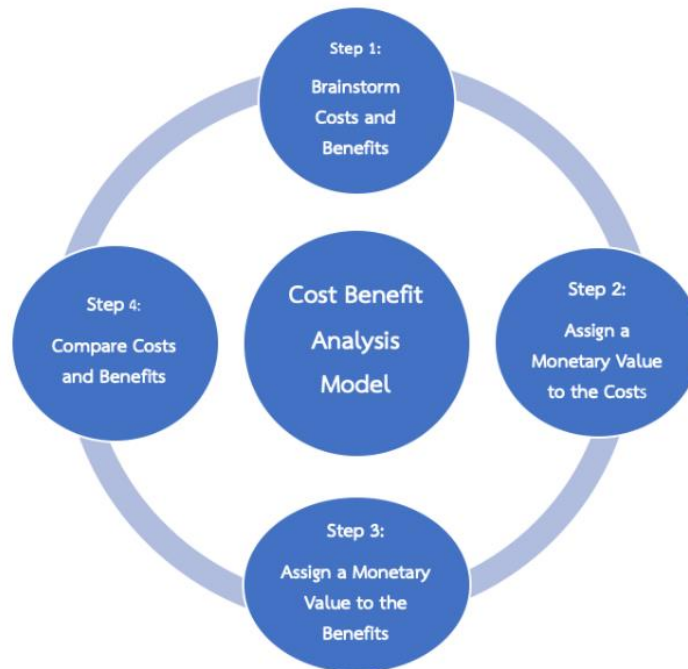 Step 1:
Brainstorm
Costs and
Benefits
Step 2:
Assign a
Monetary Value
to the Costs
Step 3:
Assign a Monetary
Value to the
Benefits
Step 4:
Compare Costs
and Benefits
Cost Benefit
Analysis
Model